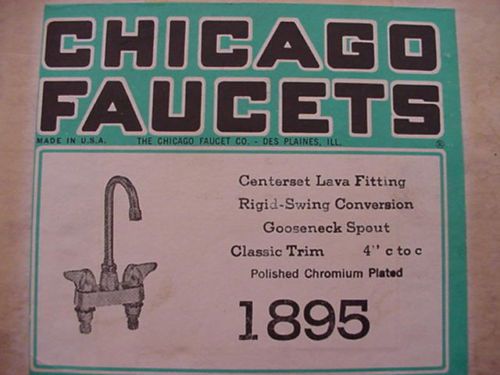 CHICAGO
FAUCETS
MADE IN U.S.A. THE CHICAGO FAUCET CO. - DES PLAINES, ILL. ®
Centerset Lava Fitting
Rigid-Swing Conversion
Gooseneck Spout
Classic Trim 4" c to c
Polished Chromium Plated
1895